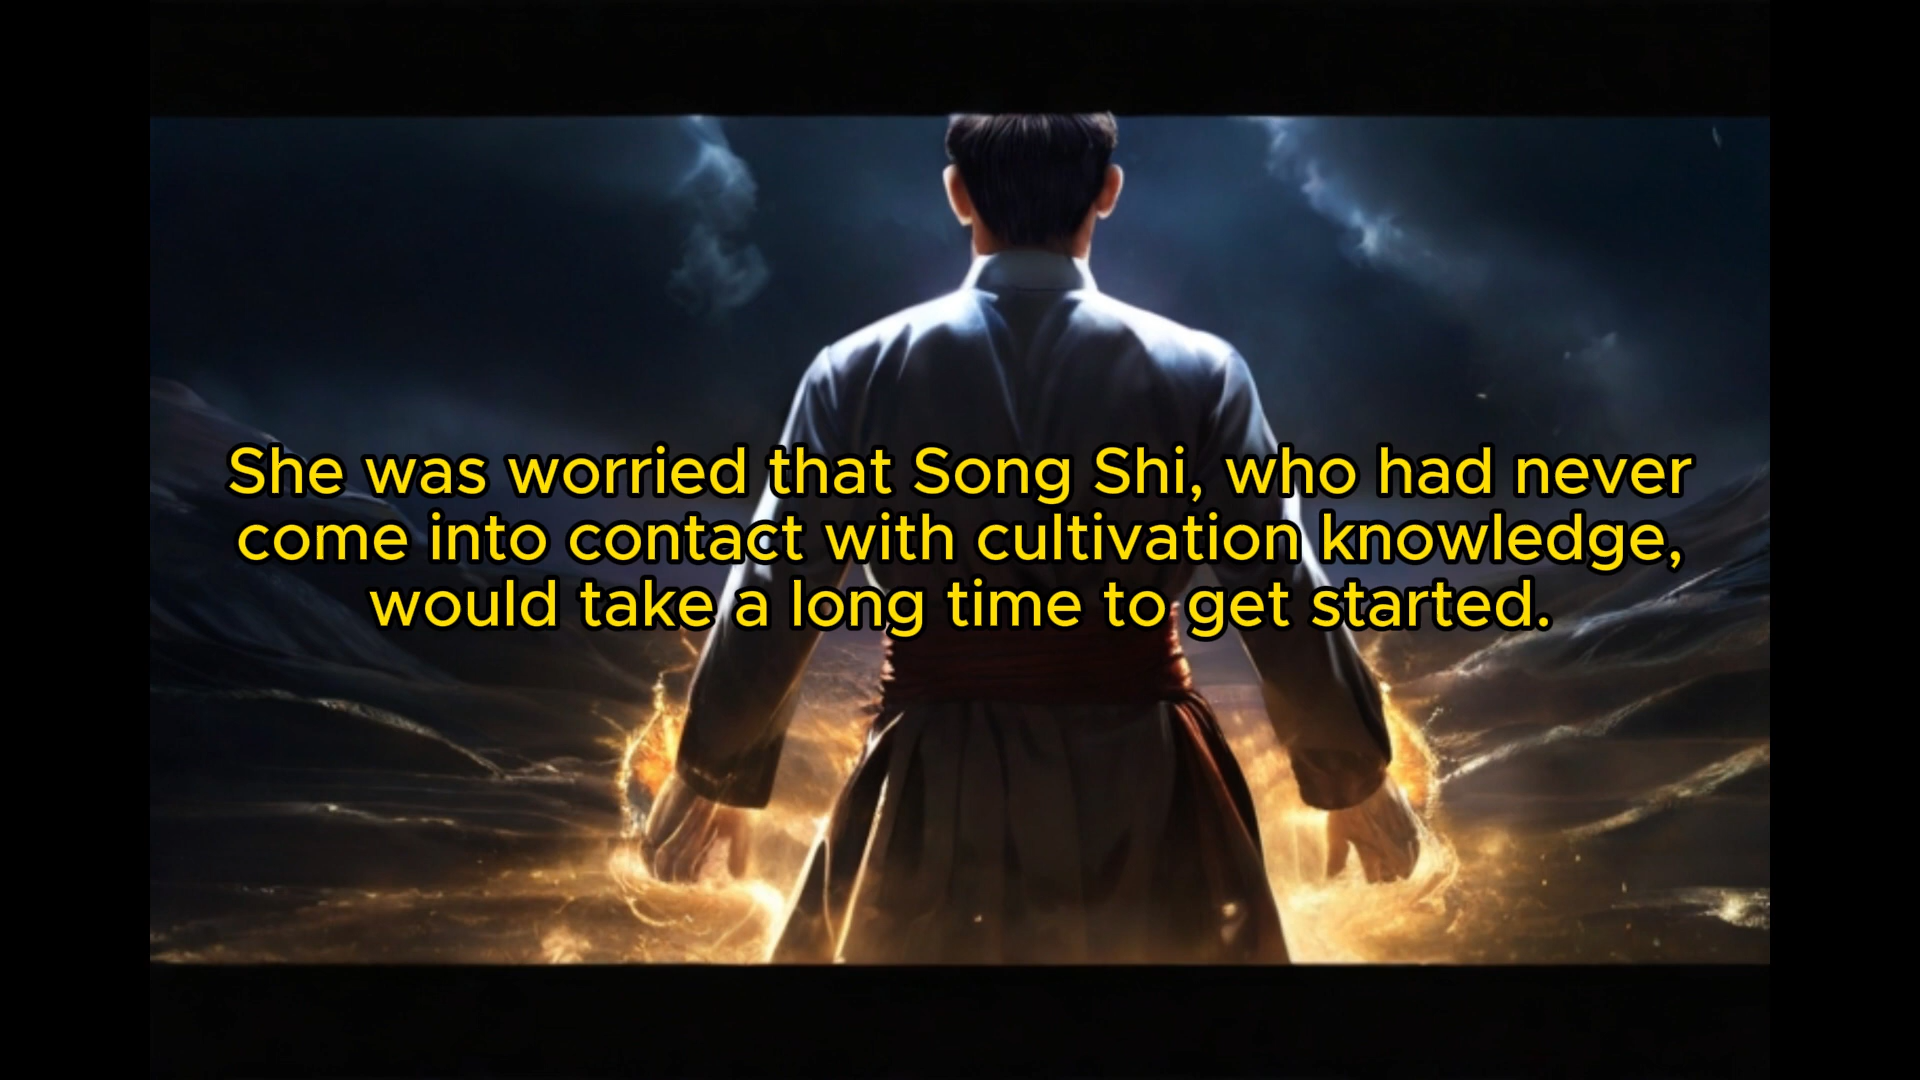 She was worried that Song Shi, who had never
come into contact with cultivation knowledge,
would take a long time to get started.